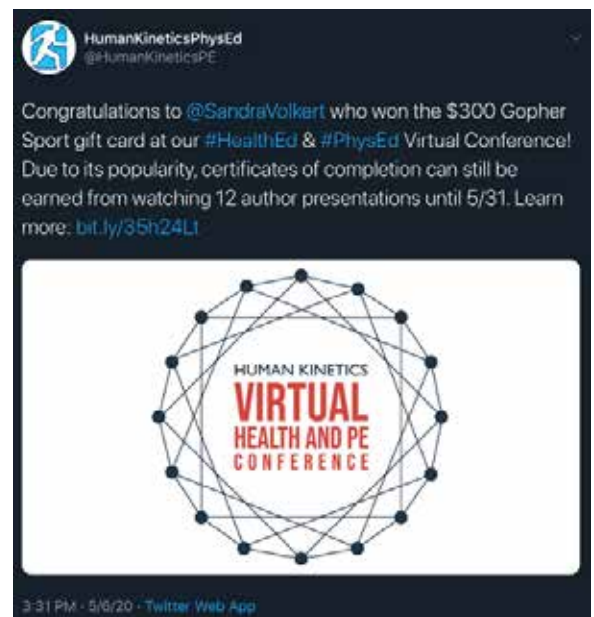 HumanKineticsPhysEd
@HumanKineticsPE
Congratulations to @SandraVolkert who won the $300 Gopher
Sport gift card at our #HealthEd & #PhysEd Virtual Conference!
Due to its popularity, certificates of completion can still be
earned from watching 12 author presentations until 5/31. Learn
more: bit.ly/35h24Lt
HUMAN KINETICS
VIRTUAL
HEALTH AND PE
CONFERENCE
3:31 PM · 5/6/20 · Twitter Web App